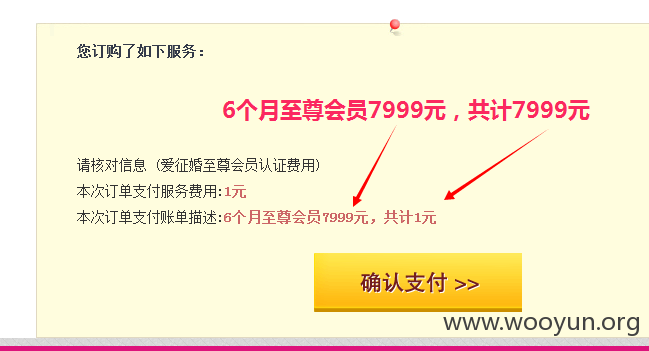 您订购了如下服务：
6个月至尊会员7999元，共计7999元
请核对信息 (爱征婚至尊会员认证费用)
本次订单支付服务费用:1元
本次订单支付账单描述:6个月至尊会员7999元，共计1元
确认支付 >>
www.wooyun.org